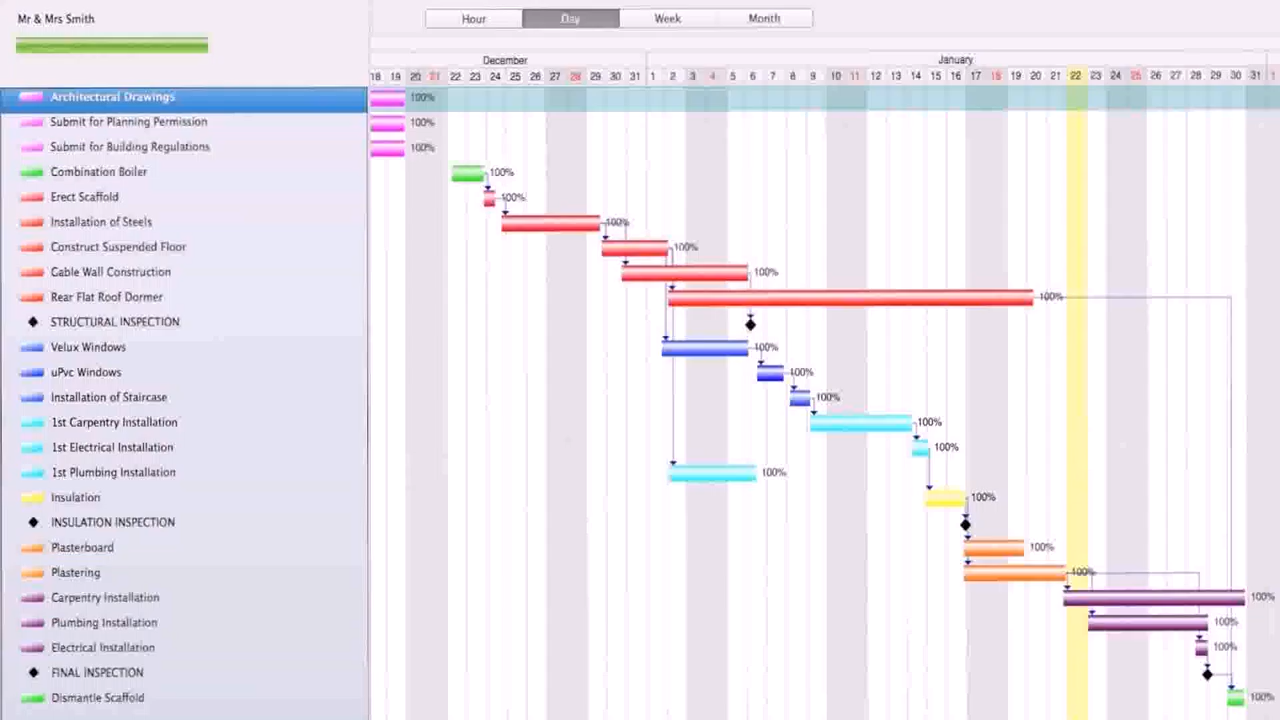 Mr & Mrs Smith
Hour Day Week Month
December January
18 19 20 21 22 23 24 25 26 27 28 29 30 31 1 2 3 4 5 6 7 8 9 10 11 12 13 14 15 16 17 18 19 20 21 22 23 24 25 26 27 28 29 30 31
Architectural Drawings 100%
Submit for Planning Permission 100%
Submit for Building Regulations 100%
Combination Boiler 100%
Erect Scaffold 100%
Installation of Steels 100%
Construct Suspended Floor 100%
Gable Wall Construction 100%
Rear Flat Roof Dormer 100%
STRUCTURAL INSPECTION
Velux Windows 100%
uPvc Windows 100%
Installation of Staircase 100%
1st Carpentry Installation 100%
1st Electrical Installation 100%
1st Plumbing Installation 100%
Insulation 100%
INSULATION INSPECTION
Plasterboard 100%
Plastering 100%
Carpentry Installation 100%
Plumbing Installation 100%
Electrical Installation 100%
FINAL INSPECTION
Dismantle Scaffold 100%